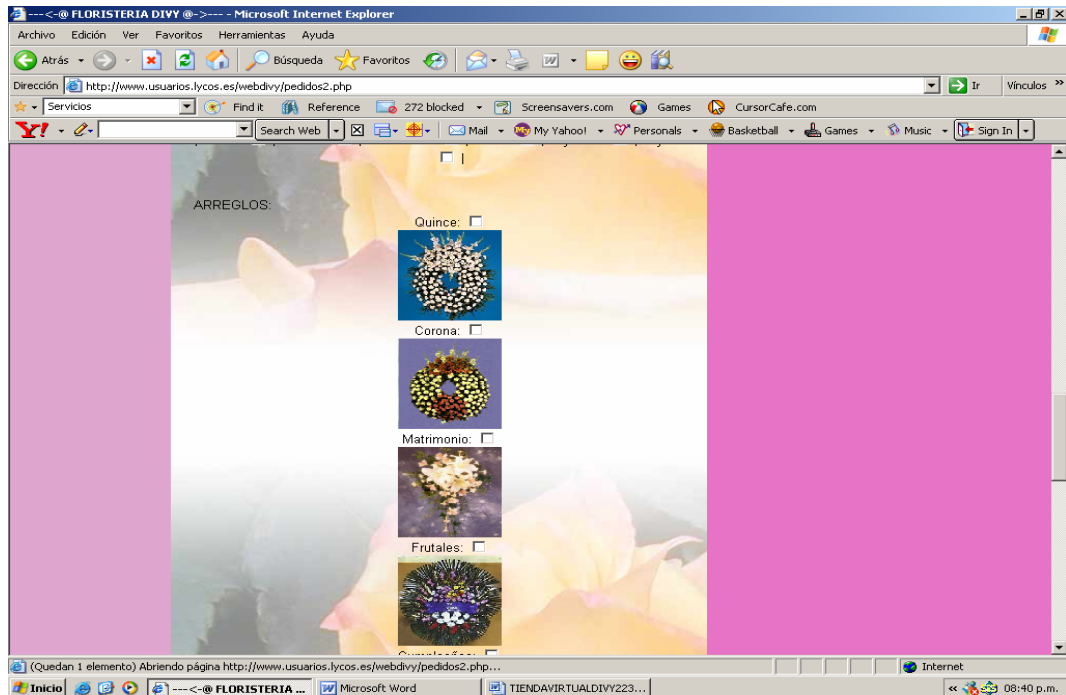 ---<-@ FLORISTERIA DIVY @->--- - Microsoft Internet Explorer
Archivo Edición Ver Favoritos Herramientas Ayuda
Atrás Búsqueda Favoritos
Dirección http://www.usuarios.lycos.es/webdivy/pedidos2.php Ir Vínculos »
Servicios Find it Reference 272 blocked Screensavers.com Games CursorCafe.com
Y! Search Web Mail My Yahoo! Personals Basketball Games Music Sign In
|
ARREGLOS:
Quince:
Corona:
Matrimonio:
Frutales:
(Quedan 1 elemento) Abriendo página http://www.usuarios.lycos.es/webdivy/pedidos2.php... Internet
Inicio ---<-@ FLORISTERIA ... Microsoft Word TIENDAVIRTUALDIVY223... « 08:40 p.m.